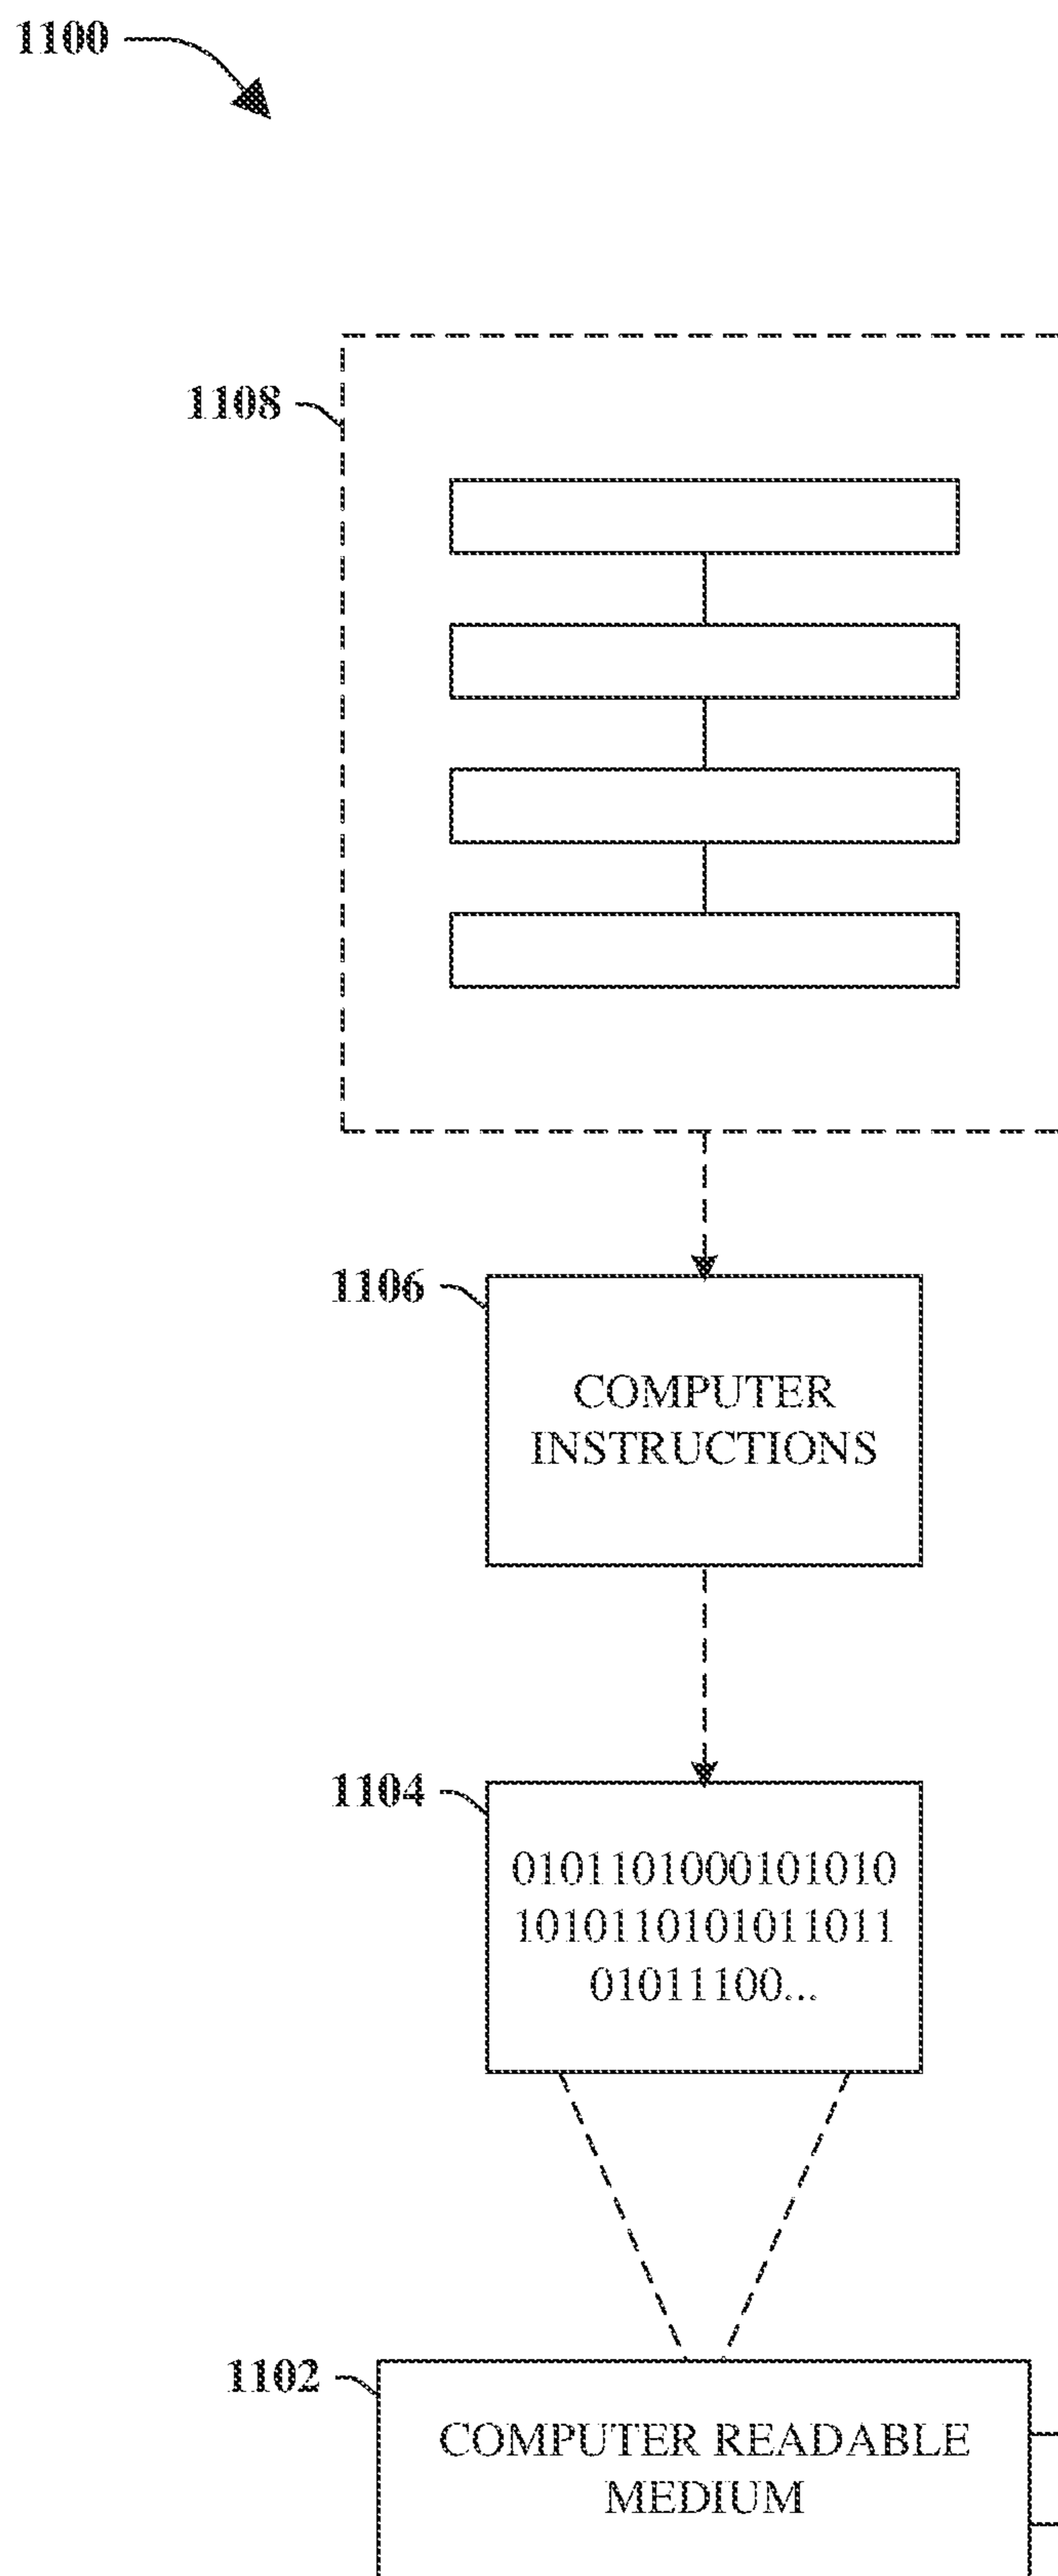 1100
1108
1106
COMPUTER
INSTRUCTIONS
1104
0101101000101010
1010110101011011
01011100...
1102
COMPUTER READABLE
MEDIUM